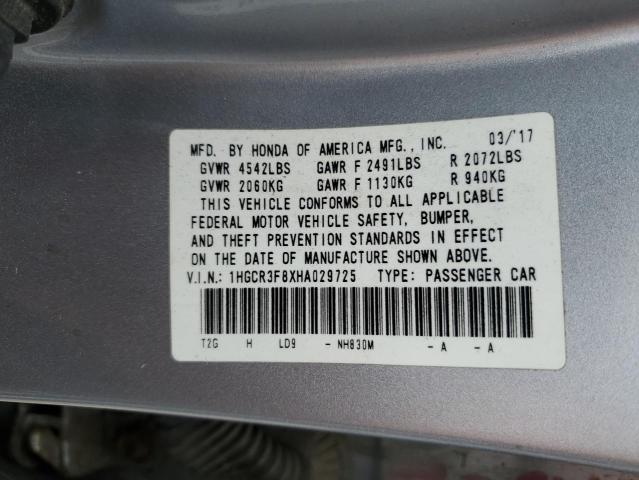 MFD. BY HONDA OF AMERICA MFG., INC. 03/'17
GVWR 4542LBS GAWR F 2491LBS R 2072LBS
GVWR 2060KG GAWR F 1130KG R 940KG
THIS VEHICLE CONFORMS TO ALL APPLICABLE
FEDERAL MOTOR VEHICLE SAFETY, BUMPER,
AND THEFT PREVENTION STANDARDS IN EFFECT
ON THE DATE OF MANUFACTURE SHOWN ABOVE.
V.I.N.: 1HGCR3F8XHA029725 TYPE: PASSENGER CAR
T2G H LD9 - NH830M - A - A